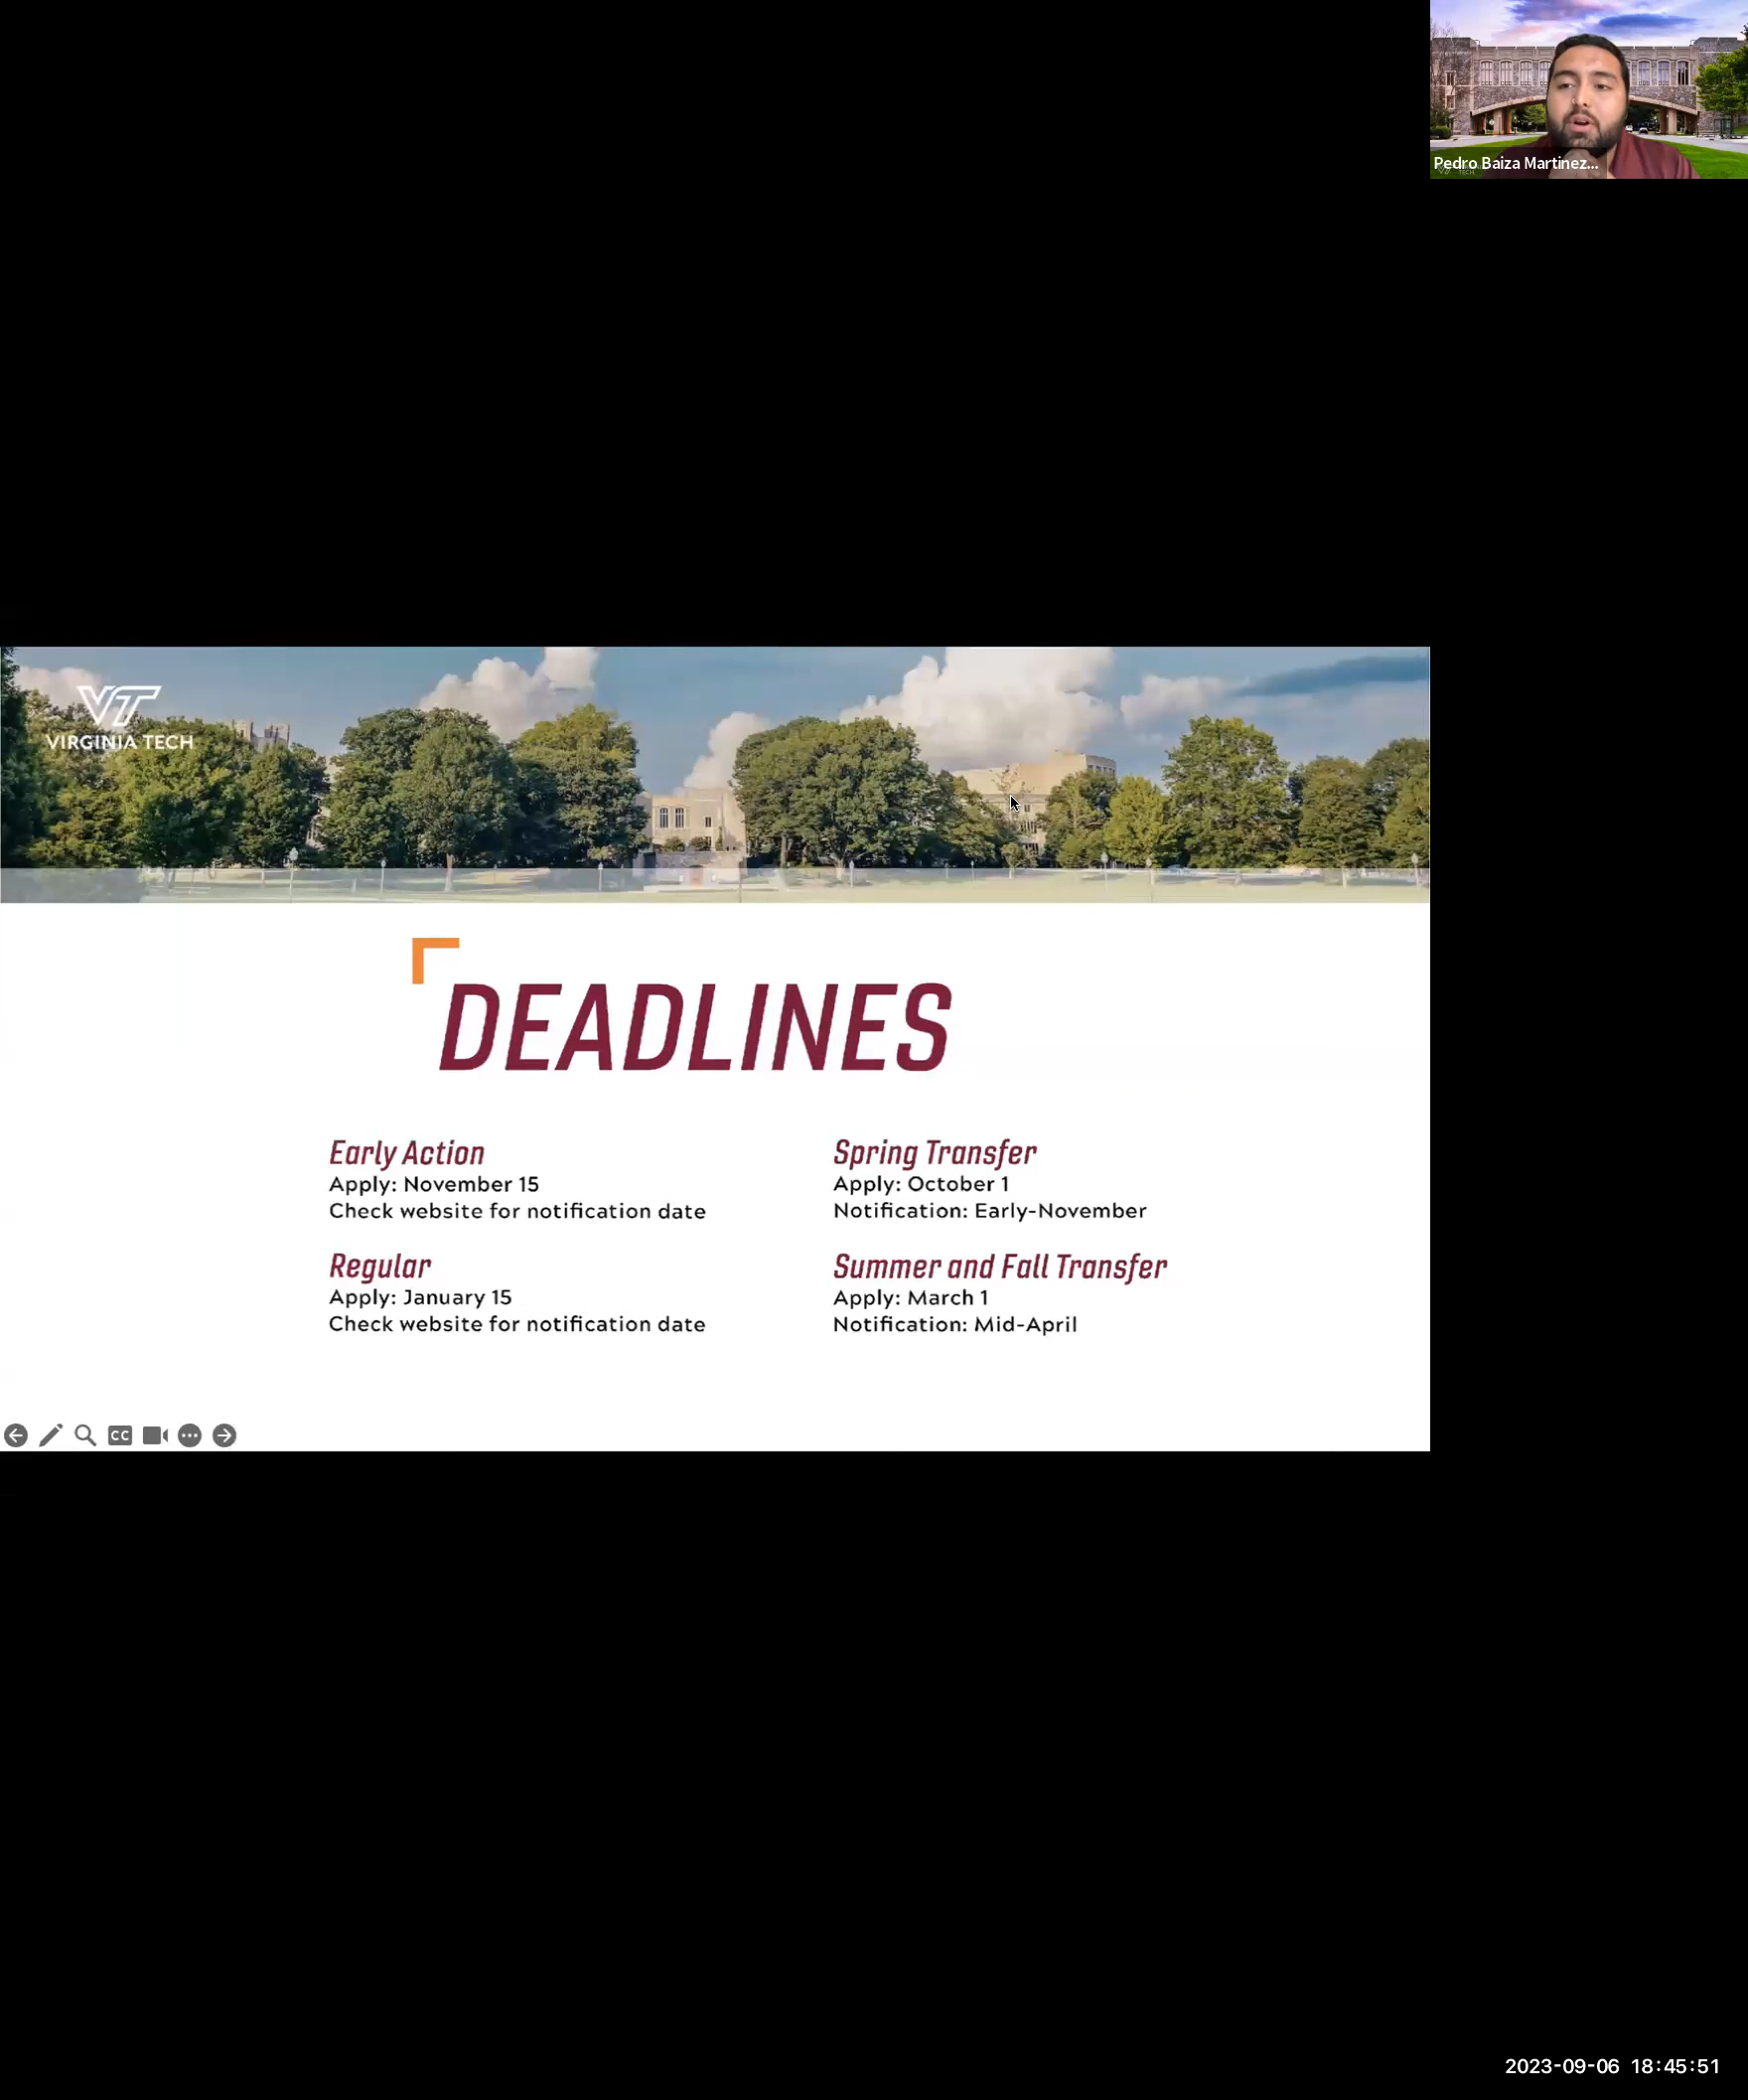 Pedro Baiza Martinez...
VT
VIRGINIA TECH
DEADLINES
Early Action
Apply: November 15
Check website for notification date
Regular
Apply: January 15
Check website for notification date
Spring Transfer
Apply: October 1
Notification: Early-November
Summer and Fall Transfer
Apply: March 1
Notification: Mid-April
CC
2023-09-06 18:45:51